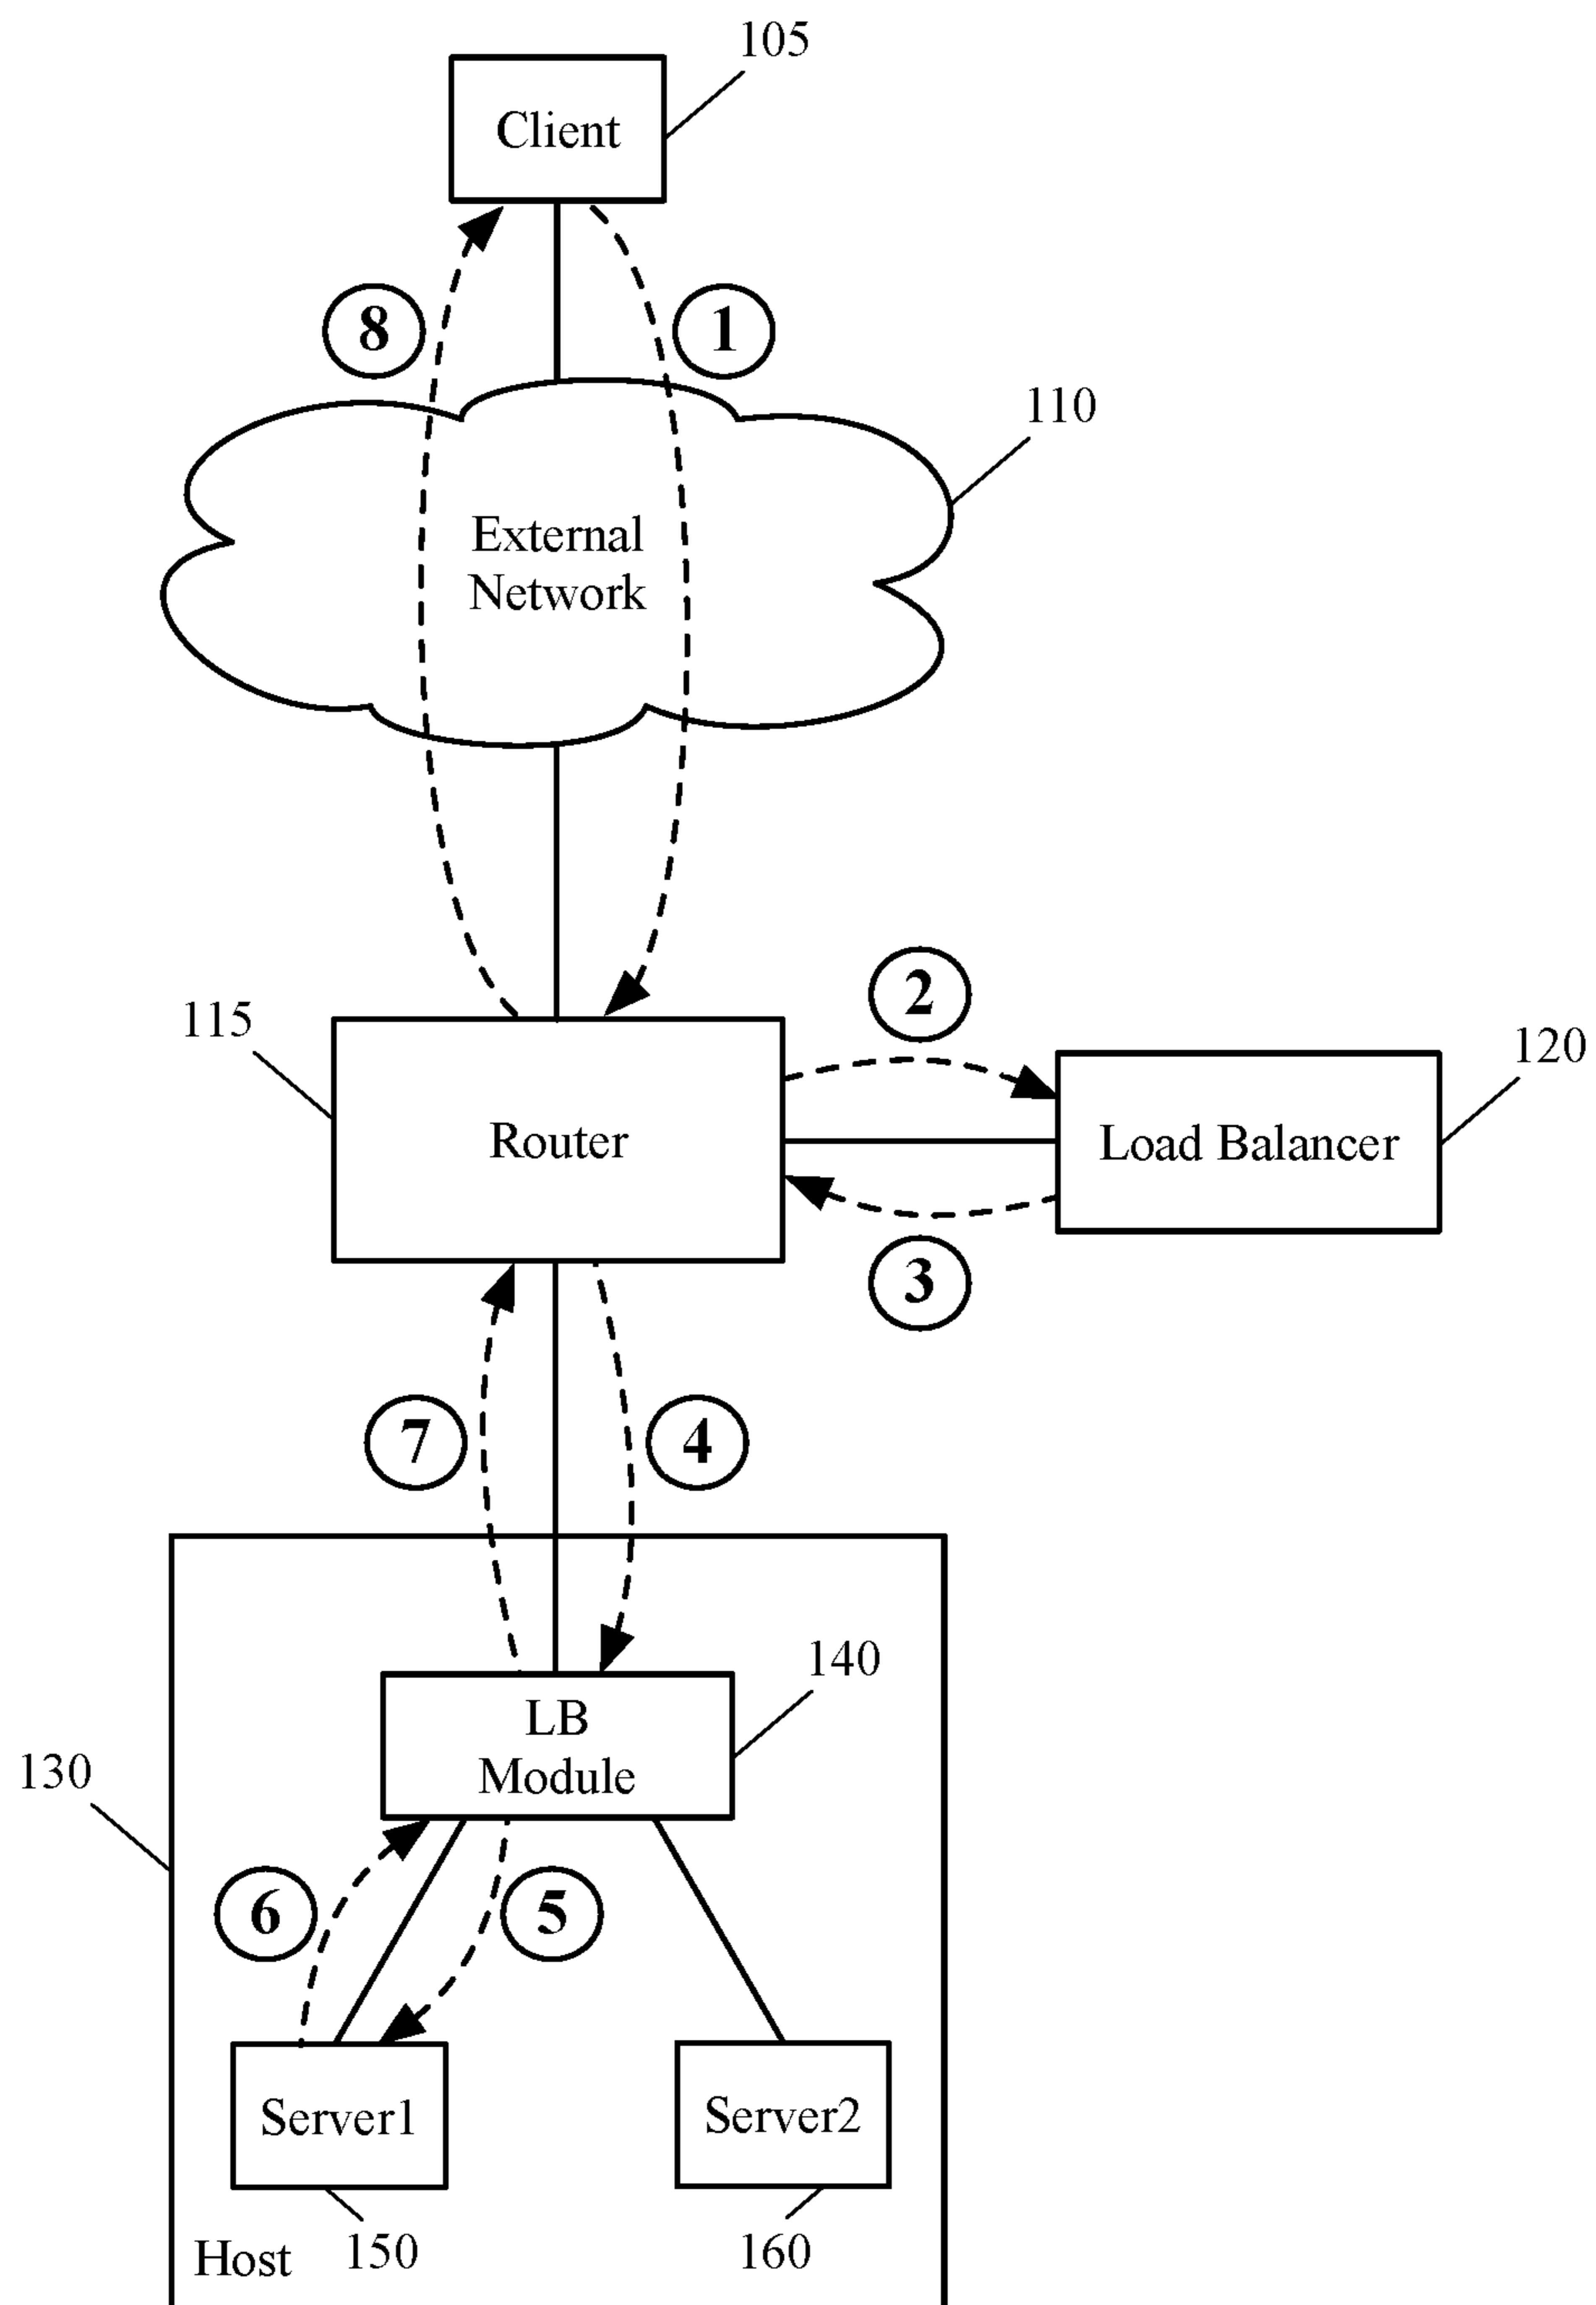 105
Client
8
1
110
External
Network
2
115
120
Router
Load Balancer
3
7
4
140
LB
Module
130
6
5
Server1
Server2
150
160
Host